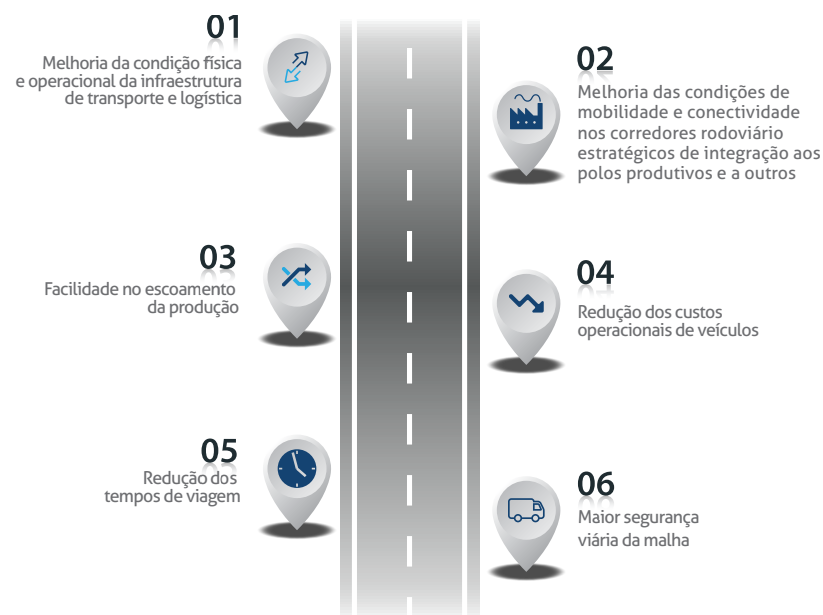 01
Melhoria da condição física
e operacional da infraestrutura
de transporte e logística
02
Melhoria das condições de
mobilidade e conectividade
nos corredores rodoviário
estratégicos de integração aos
polos produtivos e a outros
03
Facilidade no escoamento
da produção
04
Redução dos custos
operacionais de veículos
05
Redução dos
tempos de viagem
06
Maior segurança
viária da malha